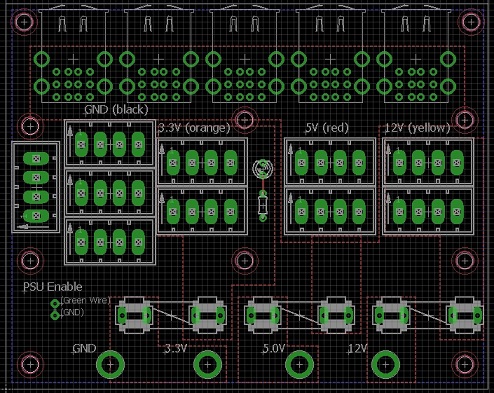 GND (black)
3.3V (orange)
5V (red)
12V (yellow)
PSU Enable
(Green Wire)
(GND)
GND
3.3V
5.0V
12V